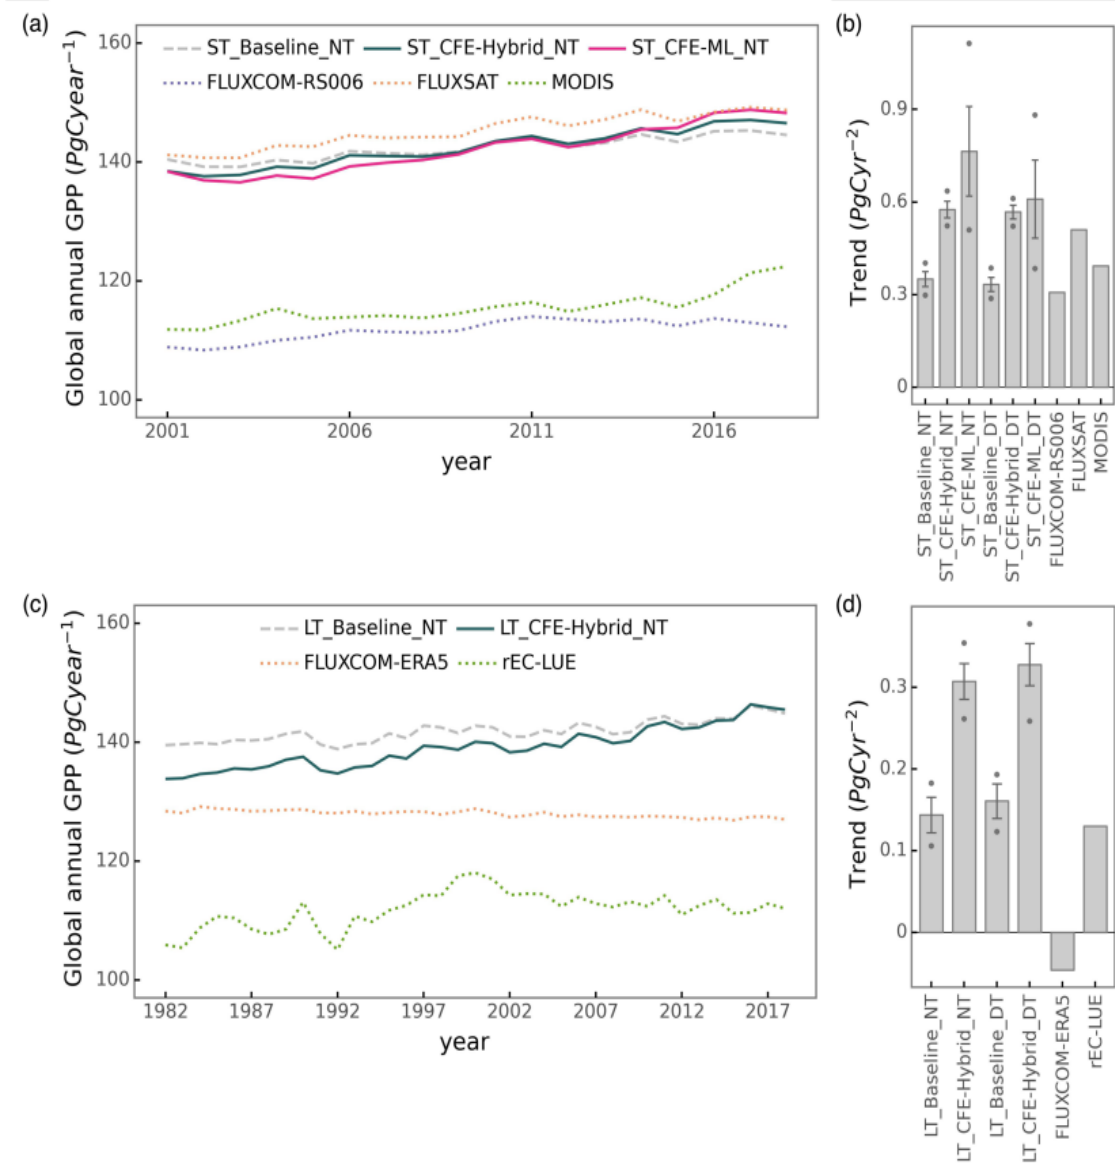 (a)
160
140
120
100
Global annual GPP (PgCyear−1)
ST_Baseline_NT ST_CFE-Hybrid_NT ST_CFE-ML_NT
FLUXCOM-RS006 FLUXSAT MODIS
2001 2006 2011 2016
year
(b)
0.9
0.6
0.3
0
Trend (PgCyr−2)
ST_Baseline_NT
ST_CFE-Hybrid_NT
ST_CFE-ML_NT
ST_Baseline_DT
ST_CFE-Hybrid_DT
ST_CFE-ML_DT
FLUXCOM-RS006
FLUXSAT
MODIS
(c)
160
140
120
100
Global annual GPP (PgCyear−1)
LT_Baseline_NT LT_CFE-Hybrid_NT
FLUXCOM-ERA5 rEC-LUE
1982 1987 1992 1997 2002 2007 2012 2017
year
(d)
0.3
0.2
0.1
0
Trend (PgCyr−2)
LT_Baseline_NT
LT_CFE-Hybrid_NT
LT_Baseline_DT
LT_CFE-Hybrid_DT
FLUXCOM-ERA5
rEC-LUE